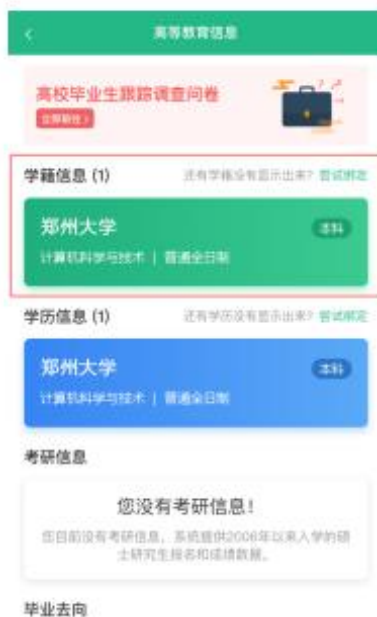 高等教育信息
高校毕业生跟踪调查问卷
立即前往 >
学籍信息 (1)
还有学籍没有显示出来? 尝试绑定
郑州大学
本科
计算机科学与技术 | 普通全日制
学历信息 (1)
还有学历没有显示出来? 尝试绑定
郑州大学
本科
计算机科学与技术 | 普通全日制
考研信息
您没有考研信息!
您目前没有考研信息, 系统提供2006年以来入学的硕
士研究生报名和成绩数据。
毕业去向